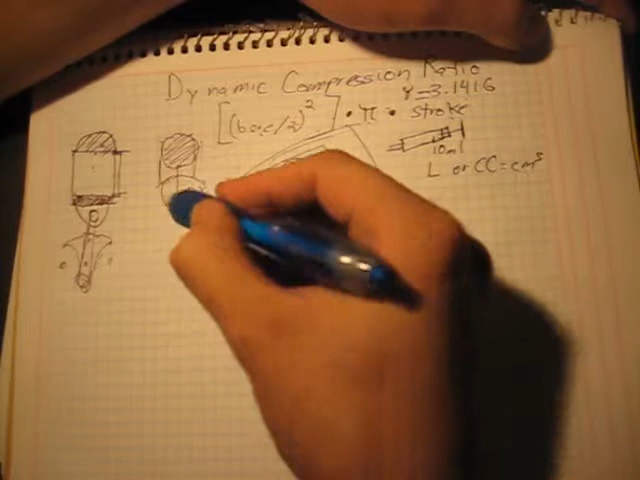 Dynamic Compression Ratio
γ=3.1416
[(bore/2)²] • π • stroke
10ml
L or CC=cm³